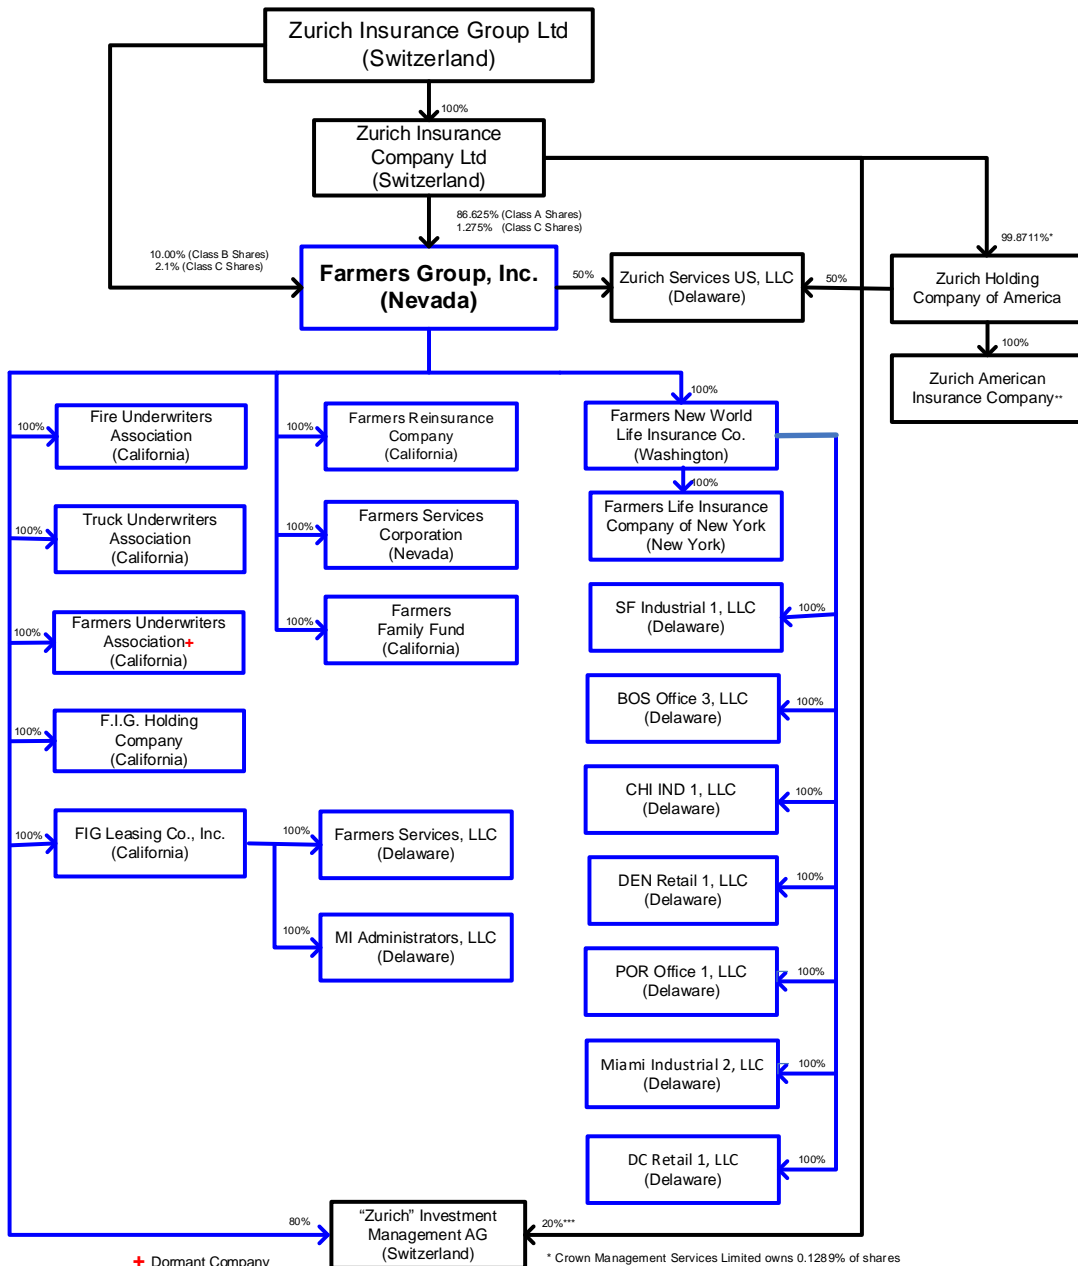 Zurich Insurance Group Ltd
(Switzerland)
100%
Zurich Insurance
Company Ltd
(Switzerland)
86.625% (Class A Shares)
1.275% (Class C Shares)
10.00% (Class B Shares)
2.1% (Class C Shares)
99.8711%*
Farmers Group, Inc.
(Nevada)
50%
Zurich Services US, LLC
(Delaware)
50%
Zurich Holding
Company of America
100%
Zurich American
Insurance Company**
100%
Fire Underwriters
Association
(California)
100%
Truck Underwriters
Association
(California)
100%
Farmers Underwriters
Association+
(California)
100%
F.I.G. Holding
Company
(California)
100%
FIG Leasing Co., Inc.
(California)
100%
Farmers Reinsurance
Company
(California)
100%
Farmers Services
Corporation
(Nevada)
100%
Farmers
Family Fund
(California)
100%
Farmers Services, LLC
(Delaware)
100%
MI Administrators, LLC
(Delaware)
100%
Farmers New World
Life Insurance Co.
(Washington)
100%
Farmers Life Insurance
Company of New York
(New York)
SF Industrial 1, LLC
(Delaware)
100%
BOS Office 3, LLC
(Delaware)
100%
CHI IND 1, LLC
(Delaware)
100%
DEN Retail 1, LLC
(Delaware)
100%
POR Office 1, LLC
(Delaware)
100%
Miami Industrial 2, LLC
(Delaware)
100%
DC Retail 1, LLC
(Delaware)
100%
80%
"Zurich" Investment
Management AG
(Switzerland)
20%***
+ Dormant Company
* Crown Management Services Limited owns 0.1289% of shares